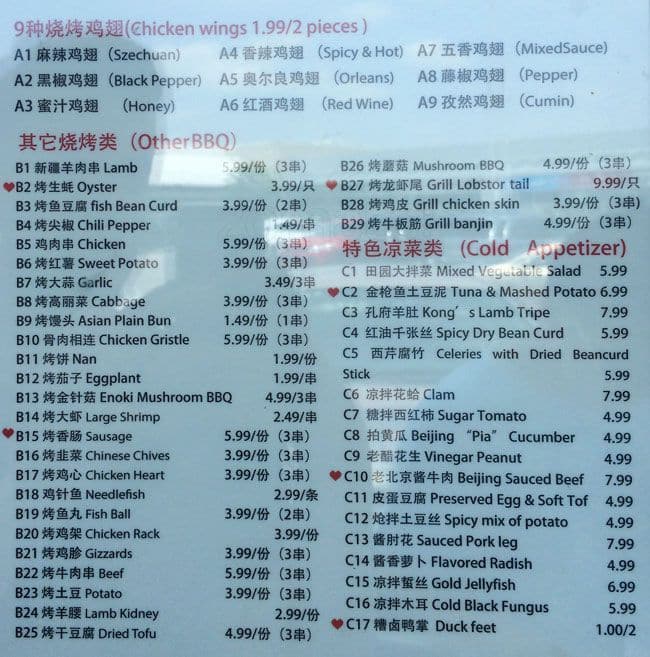 9种烧烤鸡翅(Chicken wings 1.99/2 pieces )
A1 麻辣鸡翅 (Szechuan) A4 香辣鸡翅 (Spicy & Hot) A7 五香鸡翅 (MixedSauce)
A2 黑椒鸡翅 (Black Pepper) A5 奥尔良鸡翅 (Orleans) A8 藤椒鸡翅 (Pepper)
A3 蜜汁鸡翅 (Honey) A6 红酒鸡翅 (Red Wine) A9 孜然鸡翅 (Cumin)
其它烧烤类 (OtherBBQ)
B1 新疆羊肉串 Lamb 5.99/份 (3串)
B2 烤生蚝 Oyster 3.99/只
B3 烤鱼豆腐 fish Bean Curd 3.99/份 (2串)
B4 烤尖椒 Chili Pepper 1.49/串
B5 鸡肉串 Chicken 5.99/份 (3串)
B6 烤红薯 Sweet Potato 3.99/份 (3串)
B7 烤大蒜 Garlic 3.49/3串
B8 烤高丽菜 Cabbage 3.99/份 (3串)
B9 烤馒头 Asian Plain Bun 1.49/份 (1串)
B10 骨肉相连 Chicken Gristle 5.99/份 (3串)
B11 烤饼 Nan 1.99/份
B12 烤茄子 Eggplant 1.99/串
B13 烤金针菇 Enoki Mushroom BBQ 4.99/3串
B14 烤大虾 Large Shrimp 2.49/串
B15 烤香肠 Sausage 5.99/份 (3串)
B16 烤韭菜 Chinese Chives 3.99/份 (3串)
B17 烤鸡心 Chicken Heart 3.99/份 (3串)
B18 鸡针鱼 Needlefish 2.99/条
B19 烤鱼丸 Fish Ball 3.99/份 (2串)
B20 烤鸡架 Chicken Rack 3.99/份
B21 烤鸡胗 Gizzards 3.99/份 (3串)
B22 烤牛肉串 Beef 5.99/份 (3串)
B23 烤土豆 Potato 3.99/份 (3串)
B24 烤羊腰 Lamb Kidney 2.99/份
B25 烤干豆腐 Dried Tofu 4.99/份 (3串)
B26 烤蘑菇 Mushroom BBQ 4.99/份 (3串)
B27 烤龙虾尾 Grill Lobstor tail 9.99/只
B28 烤鸡皮 Grill chicken skin 3.99/份 (3串)
B29 烤牛板筋 Grill banjin 4.99/份 (3串)
特色凉菜类 (Cold Appetizer)
C1 田园大拌菜 Mixed Vegetable Salad 5.99
C2 金枪鱼土豆泥 Tuna & Mashed Potato 6.99
C3 孔府羊肚 Kong´s Lamb Tripe 7.99
C4 红油千张丝 Spicy Dry Bean Curd 5.99
C5 西芹腐竹 Celeries with Dried Beancurd
Stick 5.99
C6 凉拌花蛤 Clam 7.99
C7 糖拌西红柿 Sugar Tomato 4.99
C8 拍黄瓜 Beijing “Pia” Cucumber 4.99
C9 老醋花生 Vinegar Peanut 4.99
C10 老北京酱牛肉 Beijing Sauced Beef 7.99
C11 皮蛋豆腐 Preserved Egg & Soft Tof 4.99
C12 炝拌土豆丝 Spicy mix of potato 4.99
C13 酱肘花 Sauced Pork leg 7.99
C14 酱香萝卜 Flavored Radish 4.99
C15 凉拌蜇丝 Gold Jellyfish 6.99
C16 凉拌木耳 Cold Black Fungus 5.99
C17 糟卤鸭掌 Duck feet 1.00/2